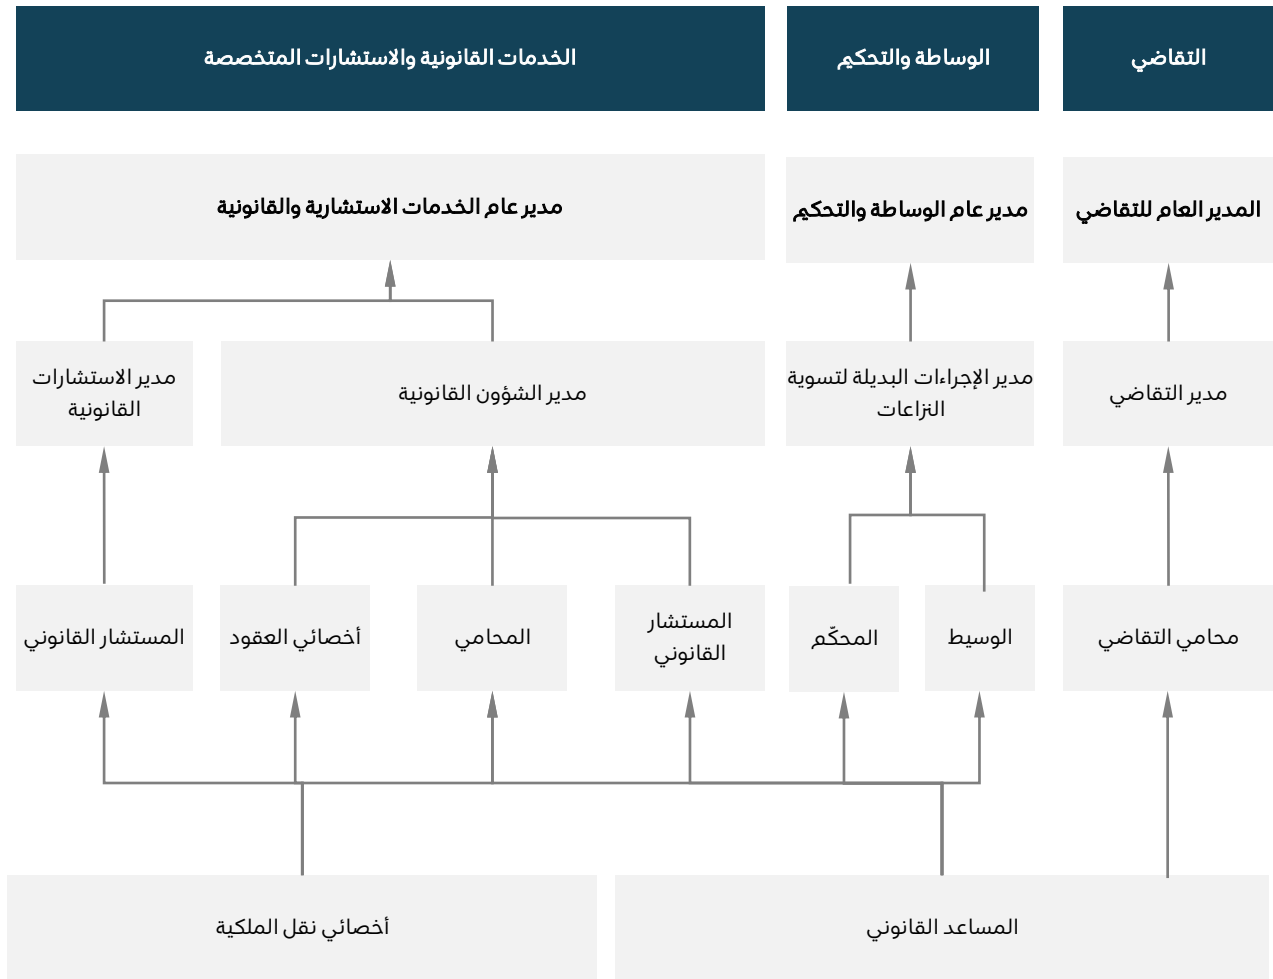 التقاضي
الوساطة والتحكيم
الخدمات القانونية والاستشارات المتخصصة
المدير العام للتقاضي
مدير عام الوساطة والتحكيم
مدير عام الخدمات الاستشارية والقانونية
مدير التقاضي
مدير الإجراءات البديلة لتسوية
النزاعات
مدير الشؤون القانونية
مدير الاستشارات
القانونية
محامي التقاضي
الوسيط
المحكّم
المستشار
القانوني
المحامي
أخصائي العقود
المستشار القانوني
المساعد القانوني
أخصائي نقل الملكية